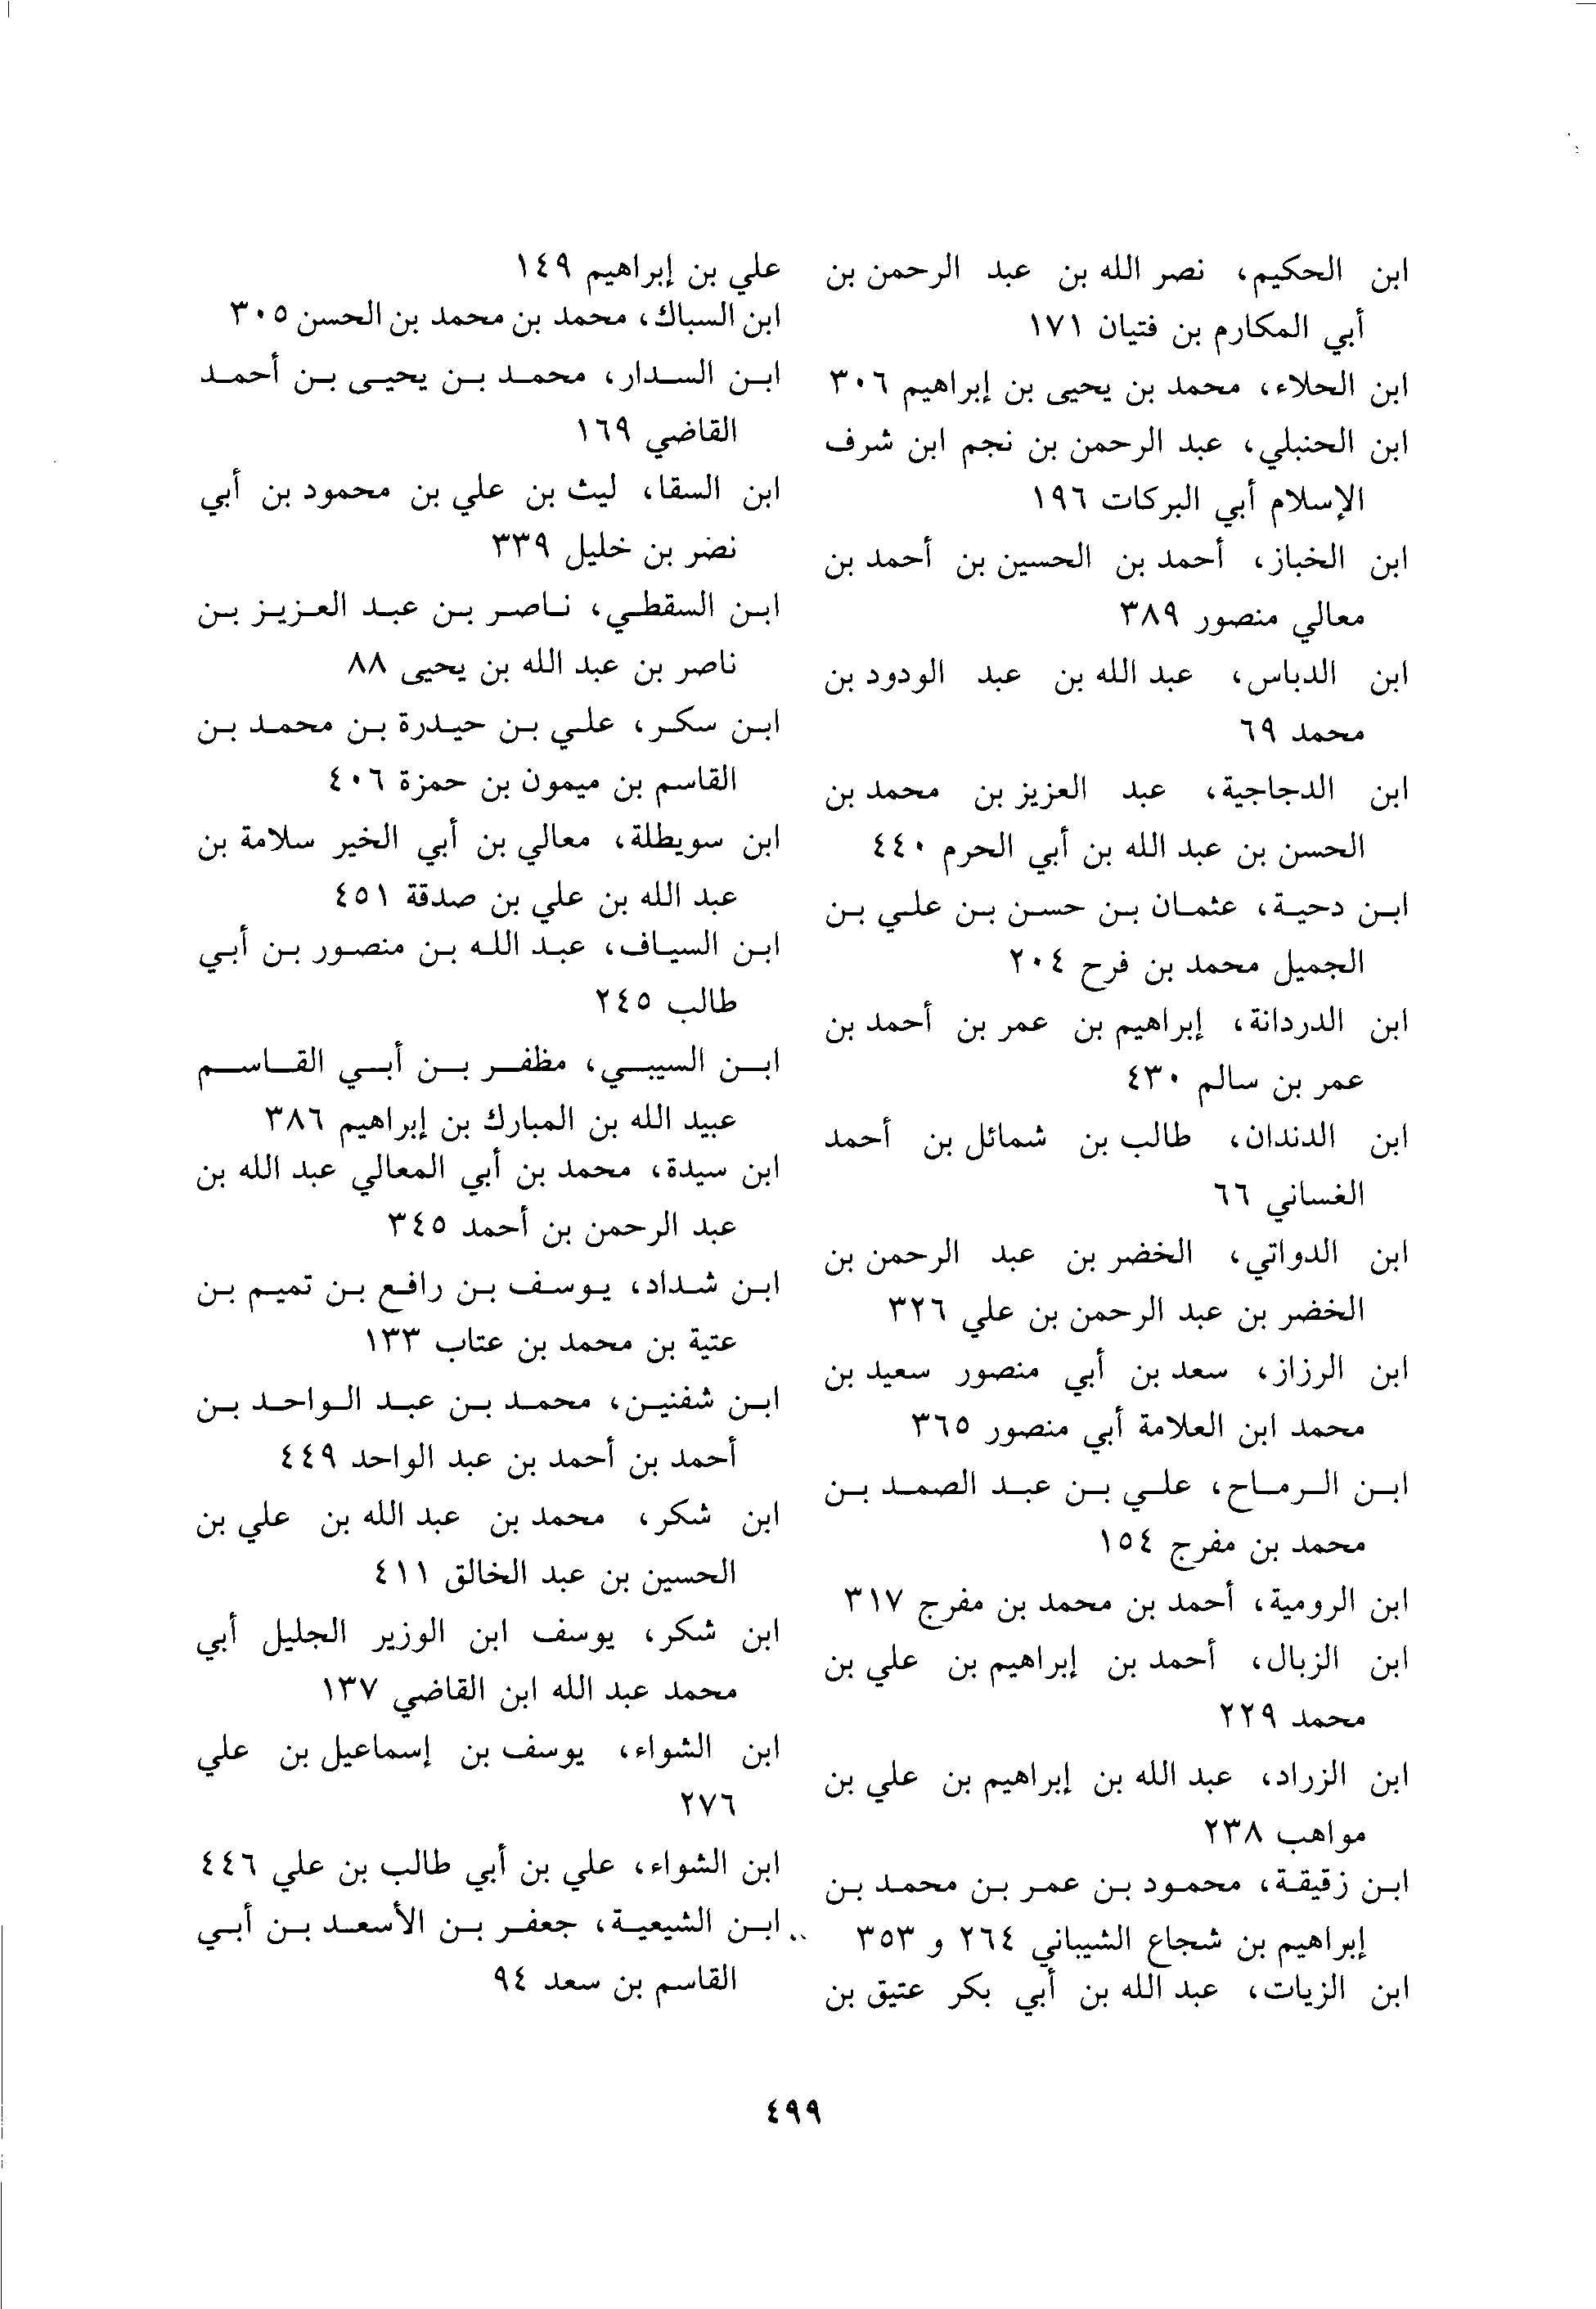 ابن الحكيم، نصر الله بن عبد الرحمن بن
أبي المكارم بن فتيان ١٧١
ابن الحلاء، محمد بن يحيى بن إبراهيم ٣٠٦
ابن الحنبلي، عبد الرحمن بن نجم ابن شرف
الإسلام أبي البركات ١٩٦
ابن الخباز، أحمد بن الحسين بن أحمد بن
معالي منصور ٣٨٩
ابن الدباس، عبد الله بن عبد الودود بن
محمد ٦٩
ابن الدجاجية، عبد العزيز بن محمد بن
الحسن بن عبد الله بن أبي الحرم ٤٤٠
ابن دحية، عثمان بن حسن بن علي بن
الجميل محمد بن فرح ٢٠٤
ابن الدردانة، إبراهيم بن عمر بن أحمد بن
عمر بن سالم ٤٣٠
ابن الدندان، طالب بن شمائل بن أحمد
الغساني ٦٦
ابن الدواتي، الخضر بن عبد الرحمن بن
الخضر بن عبد الرحمن بن علي ٣٢٦
ابن الرزاز، سعد بن أبي منصور سعيد بن
محمد ابن العلامة أبي منصور ٣٦٥
ابن الرماح، علي بن عبد الصمد بن
محمد بن مفرج ١٥٤
ابن الرومية، أحمد بن محمد بن مفرج ٣١٧
ابن الزبال، أحمد بن إبراهيم بن علي بن
محمد ٢٢٩
ابن الزراد، عبد الله بن إبراهيم بن علي بن
مواهب ٢٣٨
ابن زقيقة، محمود بن عمر بن محمد بن
إبراهيم بن شجاع الشيباني ٢٦٤ و ٣٥٣
ابن الزيات، عبد الله بن أبي بكر عتيق بن
علي بن إبراهيم ١٤٩
ابن السباك، محمد بن محمد بن الحسن ٣٠٥
ابن السدار، محمد بن يحيى بن أحمد
القاضي ١٦٩
ابن السقا، ليث بن علي بن محمود بن أبي
نضر بن خليل ٣٣٩
ابن السقطي، ناصر بن عبد العزيز بن
ناصر بن عبد الله بن يحيى ٨٨
ابن سكر، علي بن حيدرة بن محمد بن
القاسم بن ميمون بن حمزة ٤٠٦
ابن سويطلة، معالي بن أبي الخير سلامة بن
عبد الله بن علي بن صدقة ٤٥١
ابن السياف، عبد الله بن منصور بن أبي
طالب ٢٤٥
ابن السيبي، مظفر بن أبي القاسم
عبيد الله بن المبارك بن إبراهيم ٣٨٦
ابن سيدة، محمد بن أبي المعالي عبد الله بن
عبد الرحمن بن أحمد ٣٤٥
ابن شداد، يوسف بن رافع بن تميم بن
عتية بن محمد بن عتاب ١٣٣
ابن شفنين، محمد بن عبد الواحد بن
أحمد بن أحمد بن عبد الواحد ٤٤٩
ابن شكر، محمد بن عبد الله بن علي بن
الحسين بن عبد الخالق ٤١١
ابن شكر، يوسف ابن الوزير الجليل أبي
محمد عبد الله ابن القاضي ١٣٧
ابن الشواء، يوسف بن إسماعيل بن علي
٢٧٦
ابن الشواء، علي بن أبي طالب بن علي ٤٤٦
ابن الشيعية، جعفر بن الأسعد بن أبي
القاسم بن سعد ٩٤
٤٩٩